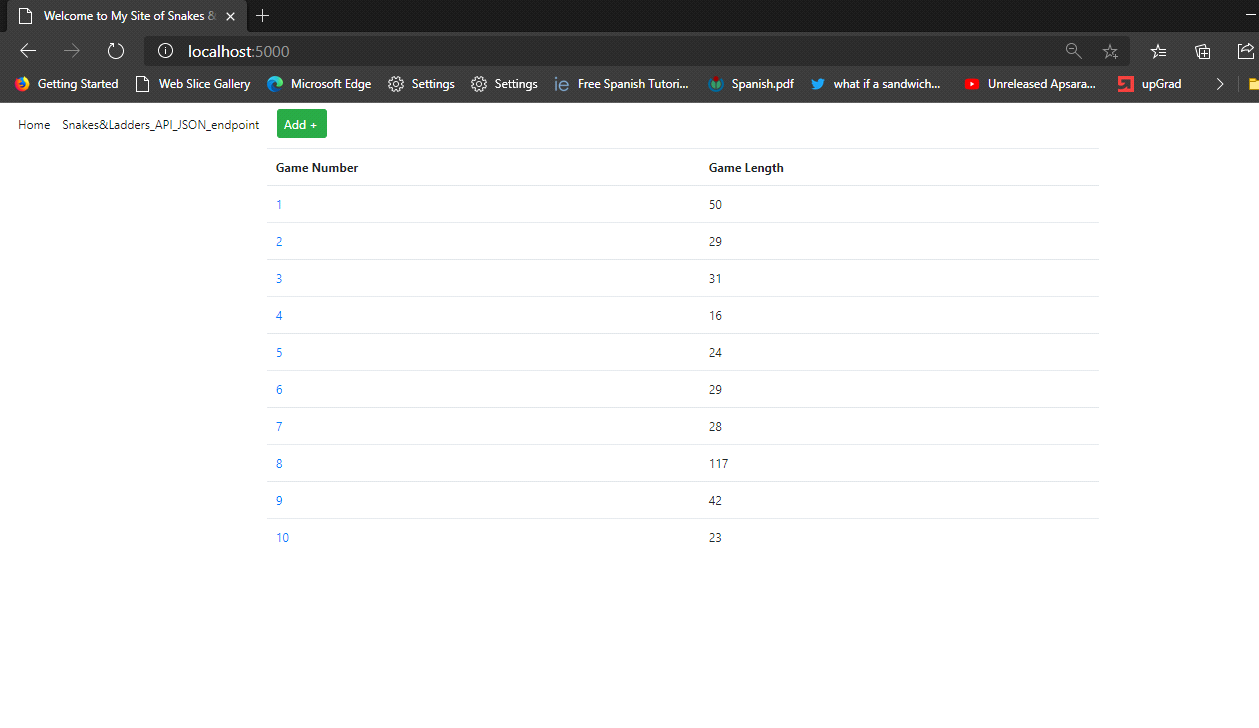 Welcome to My Site of Snakes &
localhost:5000
Getting Started Web Slice Gallery Microsoft Edge Settings Settings ie Free Spanish Tutori... Spanish.pdf what if a sandwich... Unreleased Apsara... upGrad
Home Snakes&Ladders_API_JSON_endpoint Add +
Game Number Game Length
1 50
2 29
3 31
4 16
5 24
6 29
7 28
8 117
9 42
10 23